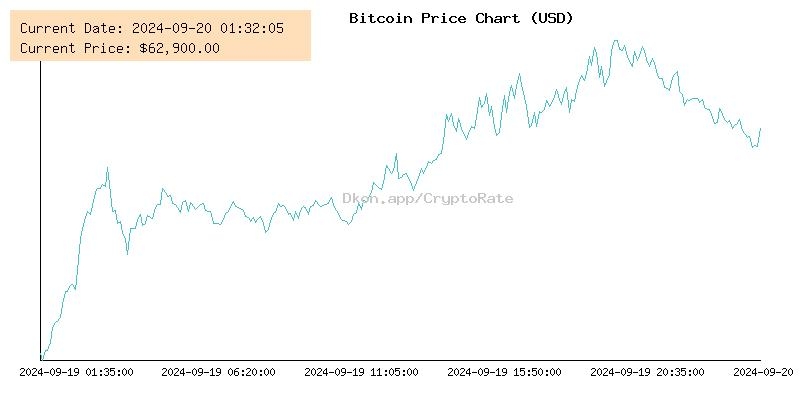 Bitcoin Price Chart (USD)
Current Date: 2024-09-20 01:32:05
Current Price: $62,900.00
Dkon.app/CryptoRate
2024-09-19 01:35:00 2024-09-19 06:20:00 2024-09-19 11:05:00 2024-09-19 15:50:00 2024-09-19 20:35:00 2024-09-20